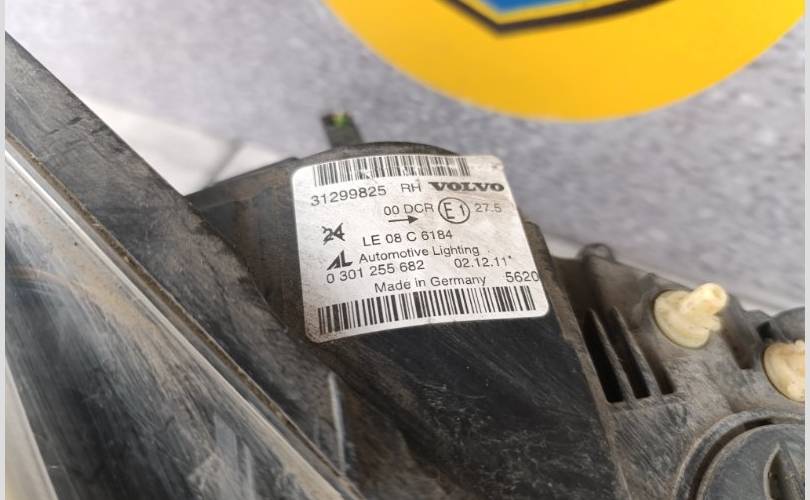 31299825 RH VOLVO
00 DCR E1 27.5
24 LE 08 C 6184
AL Automotive Lighting
0 301 255 682 02.12.11*
Made in Germany 5620